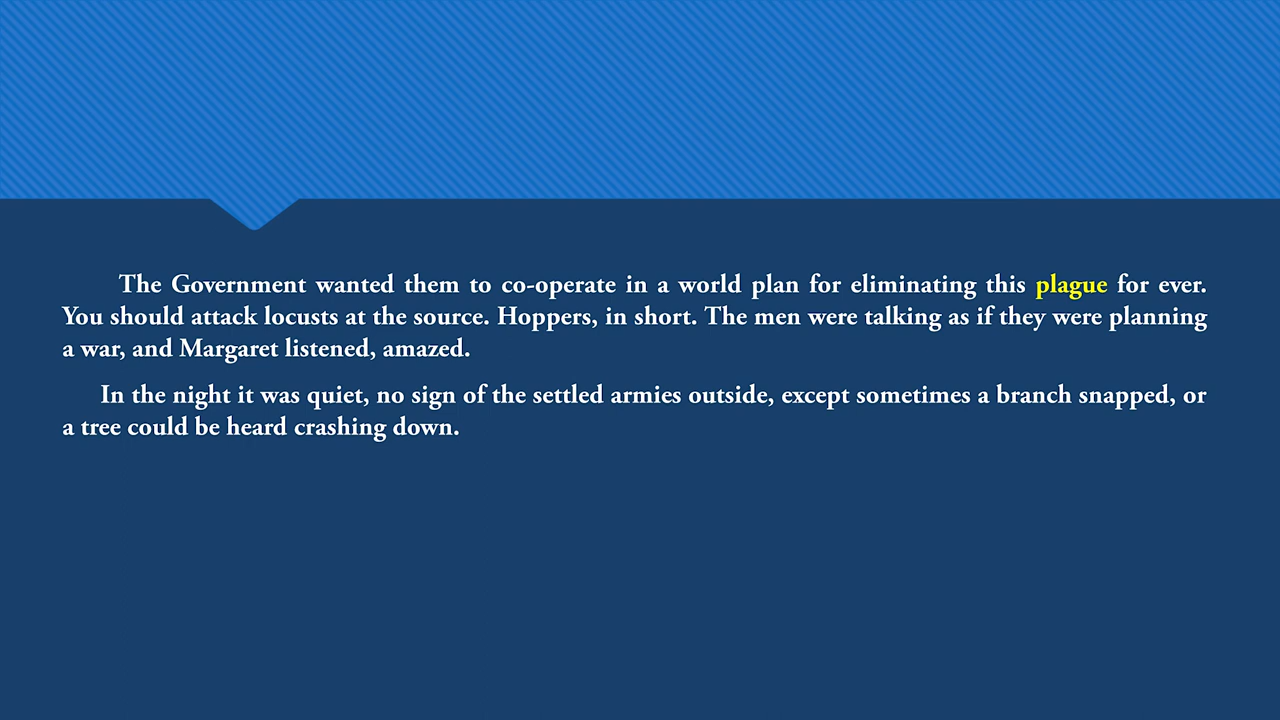 The Government wanted them to co-operate in a world plan for eliminating this plague for ever.
You should attack locusts at the source. Hoppers, in short. The men were talking as if they were planning
a war, and Margaret listened, amazed.
In the night it was quiet, no sign of the settled armies outside, except sometimes a branch snapped, or
a tree could be heard crashing down.